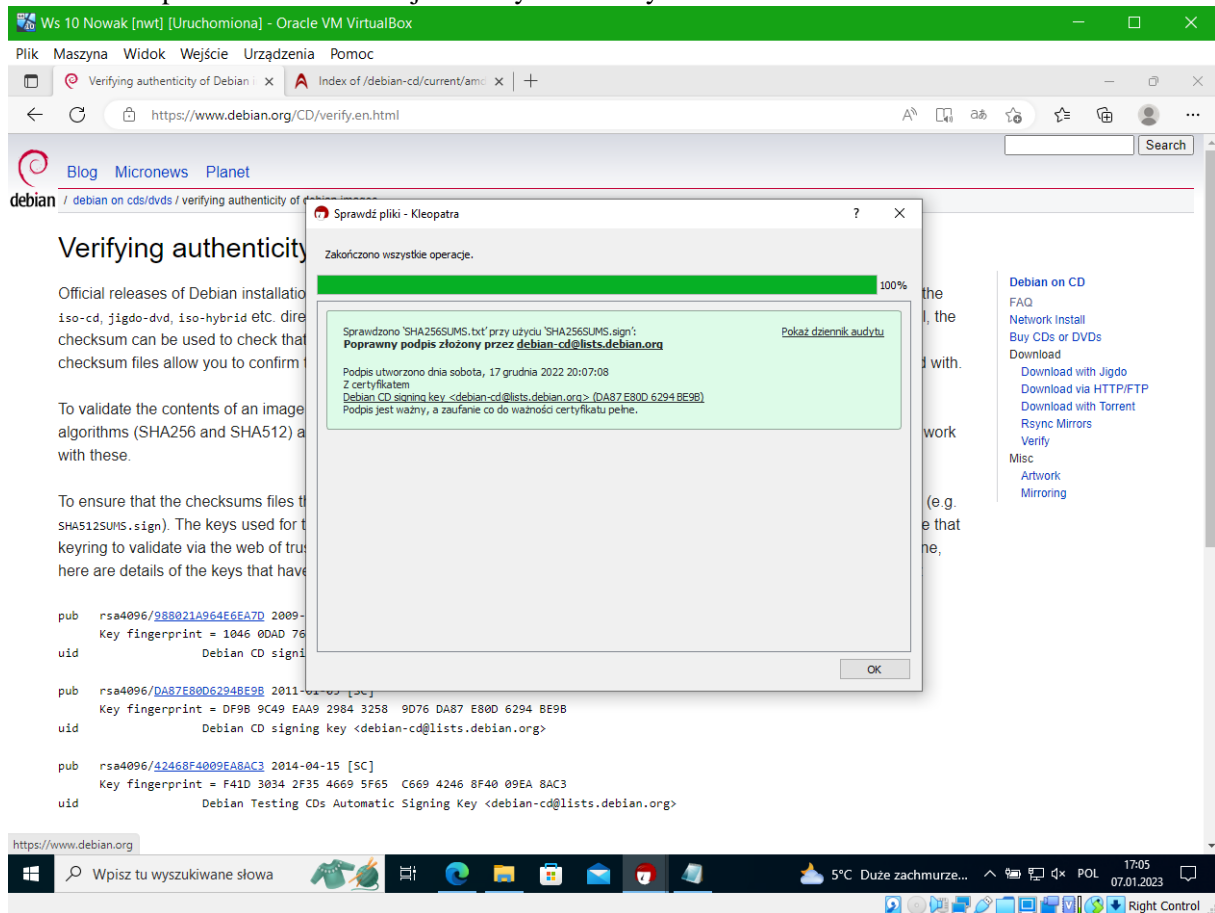 Ws 10 Nowak [nwt] [Uruchomiona] - Oracle VM VirtualBox
Plik Maszyna Widok Wejście Urządzenia Pomoc
Verifying authenticity of Debian i
Index of /debian-cd/current/amd
https://www.debian.org/CD/verify.en.html
Search
Blog Micronews Planet
debian
/ debian on cds/dvds / verifying authenticity of debian images
Sprawdź pliki - Kleopatra
Zakończono wszystkie operacje.
100%
Sprawdzono 'SHA256SUMS.txt' przy użyciu 'SHA256SUMS.sign':
Pokaż dziennik audytu
Poprawny podpis złożony przez debian-cd@lists.debian.org
Podpis utworzono dnia sobota, 17 grudnia 2022 20:07:08
Z certyfikatem
Debian CD signing key <debian-cd@lists.debian.org> (DA87 E80D 6294 BE9B)
Podpis jest ważny, a zaufanie co do ważności certyfikatu pełne.
OK
Verifying authenticity
Official releases of Debian installatio the
iso-cd, jigdo-dvd, iso-hybrid etc. dire l, the
checksum can be used to check that
checksum files allow you to confirm t d with.
To validate the contents of an image
algorithms (SHA256 and SHA512) a work
with these.
To ensure that the checksums files th (e.g.
SHA512SUMS.sign). The keys used for t e that
keyring to validate via the web of trus ne,
here are details of the keys that have
pub rsa4096/988021A964E6EA7D 2009-
Key fingerprint = 1046 0DAD 76
uid Debian CD signi
pub rsa4096/DA87E80D6294BE9B 2011-01-05 [SC]
Key fingerprint = DF9B 9C49 EAA9 2984 3258 9D76 DA87 E80D 6294 BE9B
uid Debian CD signing key <debian-cd@lists.debian.org>
pub rsa4096/42468F4009EA8AC3 2014-04-15 [SC]
Key fingerprint = F41D 3034 2F35 4669 5F65 C669 4246 8F40 09EA 8AC3
uid Debian Testing CDs Automatic Signing Key <debian-cd@lists.debian.org>
Debian on CD
FAQ
Network Install
Buy CDs or DVDs
Download
Download with Jigdo
Download via HTTP/FTP
Download with Torrent
Rsync Mirrors
Verify
Misc
Artwork
Mirroring
https://www.debian.org
Wpisz tu wyszukiwane słowa
5°C Duże zachmurze...
POL
17:05
07.01.2023
Right Control